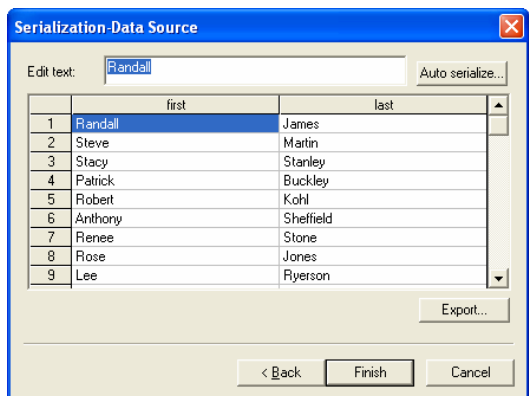 Serialization-Data Source
Edit text: Randall Auto serialize...
first last
1 Randall James
2 Steve Martin
3 Stacy Stanley
4 Patrick Buckley
5 Robert Kohl
6 Anthony Sheffield
7 Renee Stone
8 Rose Jones
9 Lee Ryerson
Export...
< Back Finish Cancel